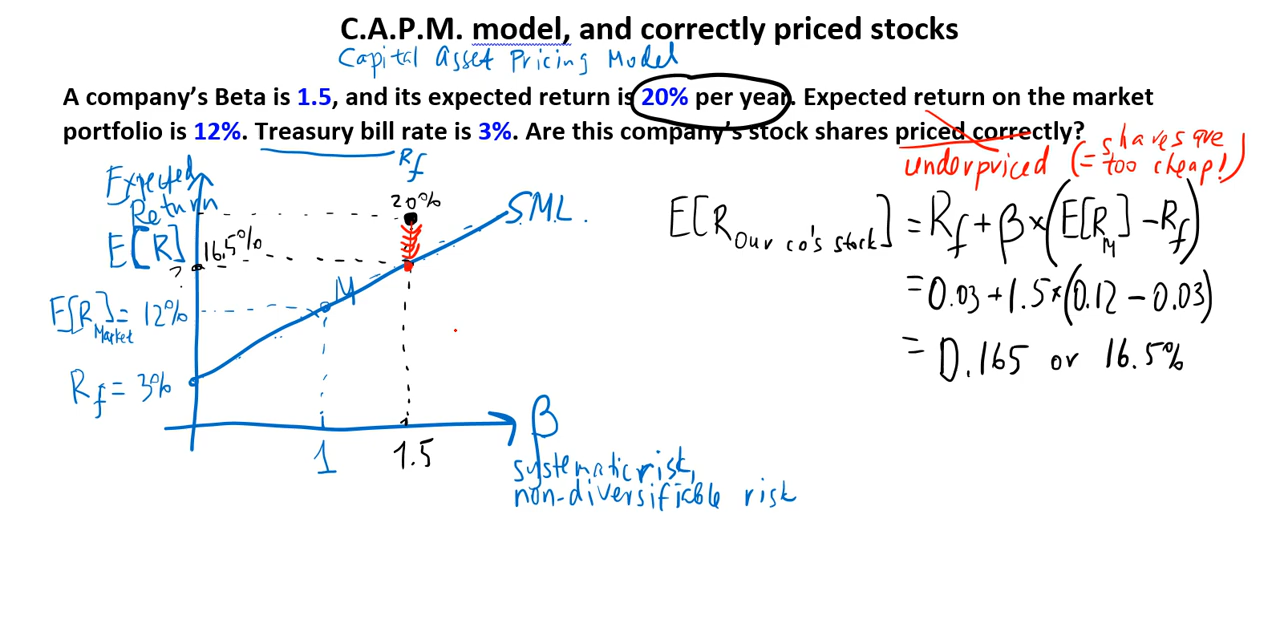 C.A.P.M. model, and correctly priced stocks
Capital Asset Pricing Model
A company's Beta is 1.5, and its expected return is 20% per year. Expected return on the market
portfolio is 12%. Treasury bill rate is 3%. Are this company's stock shares priced correctly?
Rf
underpriced (= shares are too cheap!)
Expected Return
E[R]
20%
SML.
16.5%
?
M
E[R]Market = 12%
Rf = 3%
1
1.5
β
systematic risk,
non-diversifiable risk
E[R our co's stock] = Rf + β × (E[RM] - Rf)
= 0.03 + 1.5 × (0.12 - 0.03)
= 0.165 or 16.5%